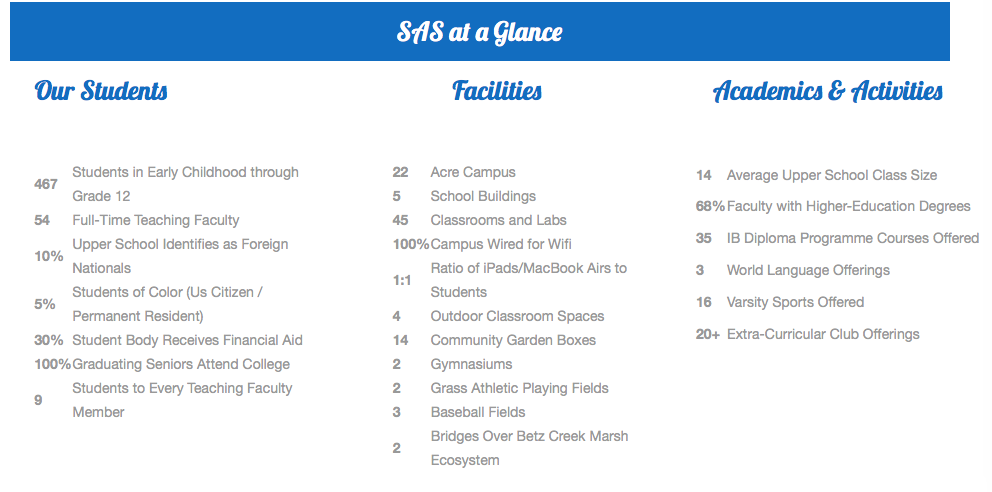 SAS at a Glance
Our Students
467 Students in Early Childhood through
Grade 12
54 Full-Time Teaching Faculty
10% Upper School Identifies as Foreign
Nationals
5% Students of Color (Us Citizen /
Permanent Resident)
30% Student Body Receives Financial Aid
100% Graduating Seniors Attend College
9 Students to Every Teaching Faculty
Member
Facilities
22 Acre Campus
5 School Buildings
45 Classrooms and Labs
100% Campus Wired for Wifi
1:1 Ratio of iPads/MacBook Airs to
Students
4 Outdoor Classroom Spaces
14 Community Garden Boxes
2 Gymnasiums
2 Grass Athletic Playing Fields
3 Baseball Fields
2 Bridges Over Betz Creek Marsh
Ecosystem
Academics & Activities
14 Average Upper School Class Size
68% Faculty with Higher-Education Degrees
35 IB Diploma Programme Courses Offered
3 World Language Offerings
16 Varsity Sports Offered
20+ Extra-Curricular Club Offerings